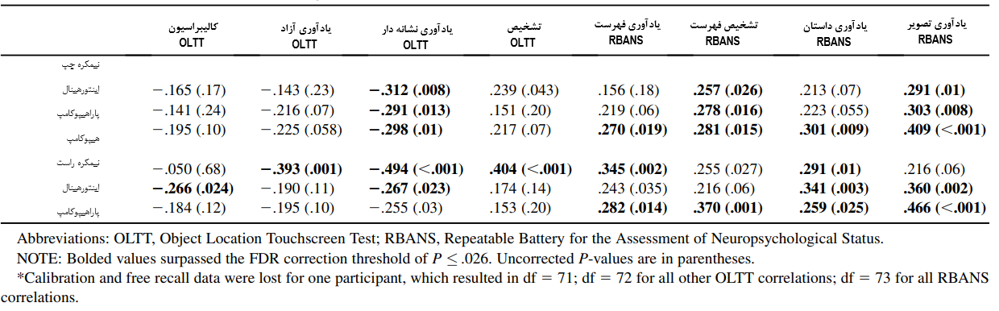 کالیبراسیون OLTT یادآوری آزاد OLTT یادآوری نشانه دار OLTT تشخیص OLTT یادآوری فهرست RBANS تشخیص فهرست RBANS یادآوری داستان RBANS یادآوری تصویر RBANS
نیمکره چپ
اینتورهینال −.165 (.17) −.143 (.23) −.312 (.008) .239 (.043) .156 (.18) .257 (.026) .213 (.07) .291 (.01)
پاراهیپوکامپ −.141 (.24) −.216 (.07) −.291 (.013) .151 (.20) .219 (.06) .278 (.016) .223 (.055) .303 (.008)
هیپوکامپ −.195 (.10) −.225 (.058) −.298 (.01) .217 (.07) .270 (.019) .281 (.015) .301 (.009) .409 (<.001)
نیمکره راست −.050 (.68) −.393 (.001) −.494 (<.001) .404 (<.001) .345 (.002) .255 (.027) .291 (.01) .216 (.06)
اینتورهینال −.266 (.024) −.190 (.11) −.267 (.023) .174 (.14) .243 (.035) .216 (.06) .341 (.003) .360 (.002)
پاراهیپوکامپ −.184 (.12) −.195 (.10) −.255 (.03) .153 (.20) .282 (.014) .370 (.001) .259 (.025) .466 (<.001)
Abbreviations: OLTT, Object Location Touchscreen Test; RBANS, Repeatable Battery for the Assessment of Neuropsychological Status.
NOTE: Bolded values surpassed the FDR correction threshold of P ≤ .026. Uncorrected P-values are in parentheses.
*Calibration and free recall data were lost for one participant, which resulted in df = 71; df = 72 for all other OLTT correlations; df = 73 for all RBANS
correlations.